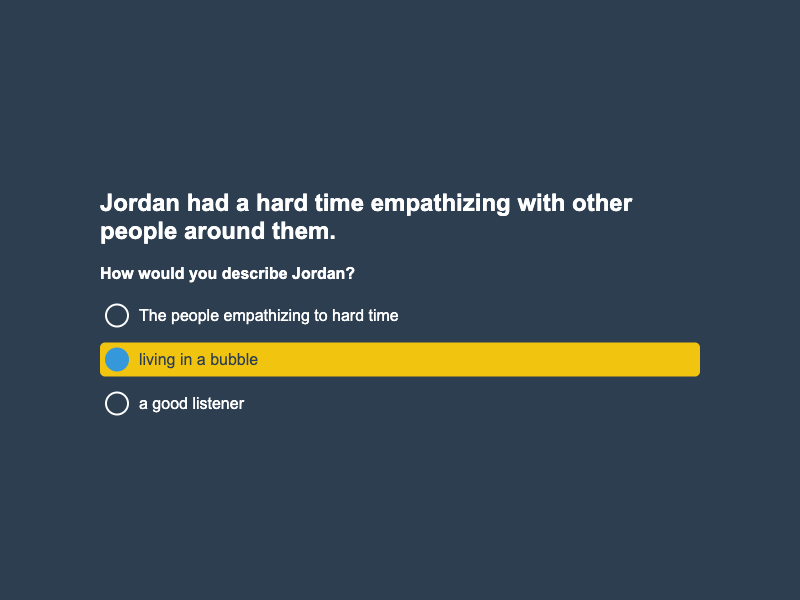 Jordan had a hard time empathizing with other
people around them.
How would you describe Jordan?
The people empathizing to hard time
living in a bubble
a good listener